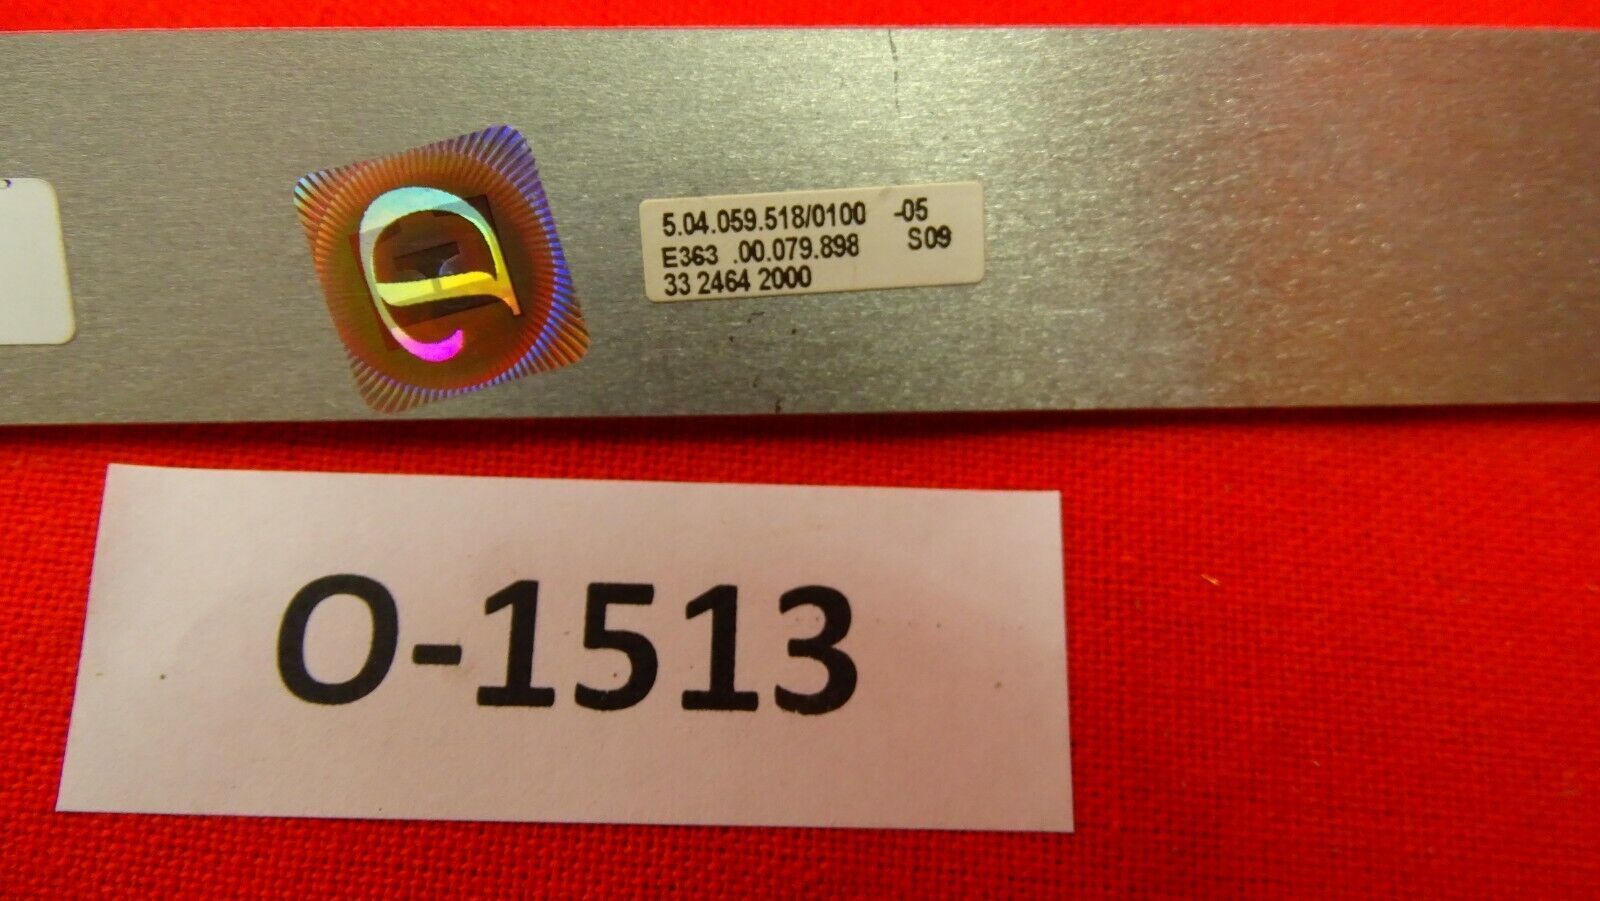 5.04.059.518/0100 -05
E363 .00.079.898 S09
33 2464 2000
O-1513